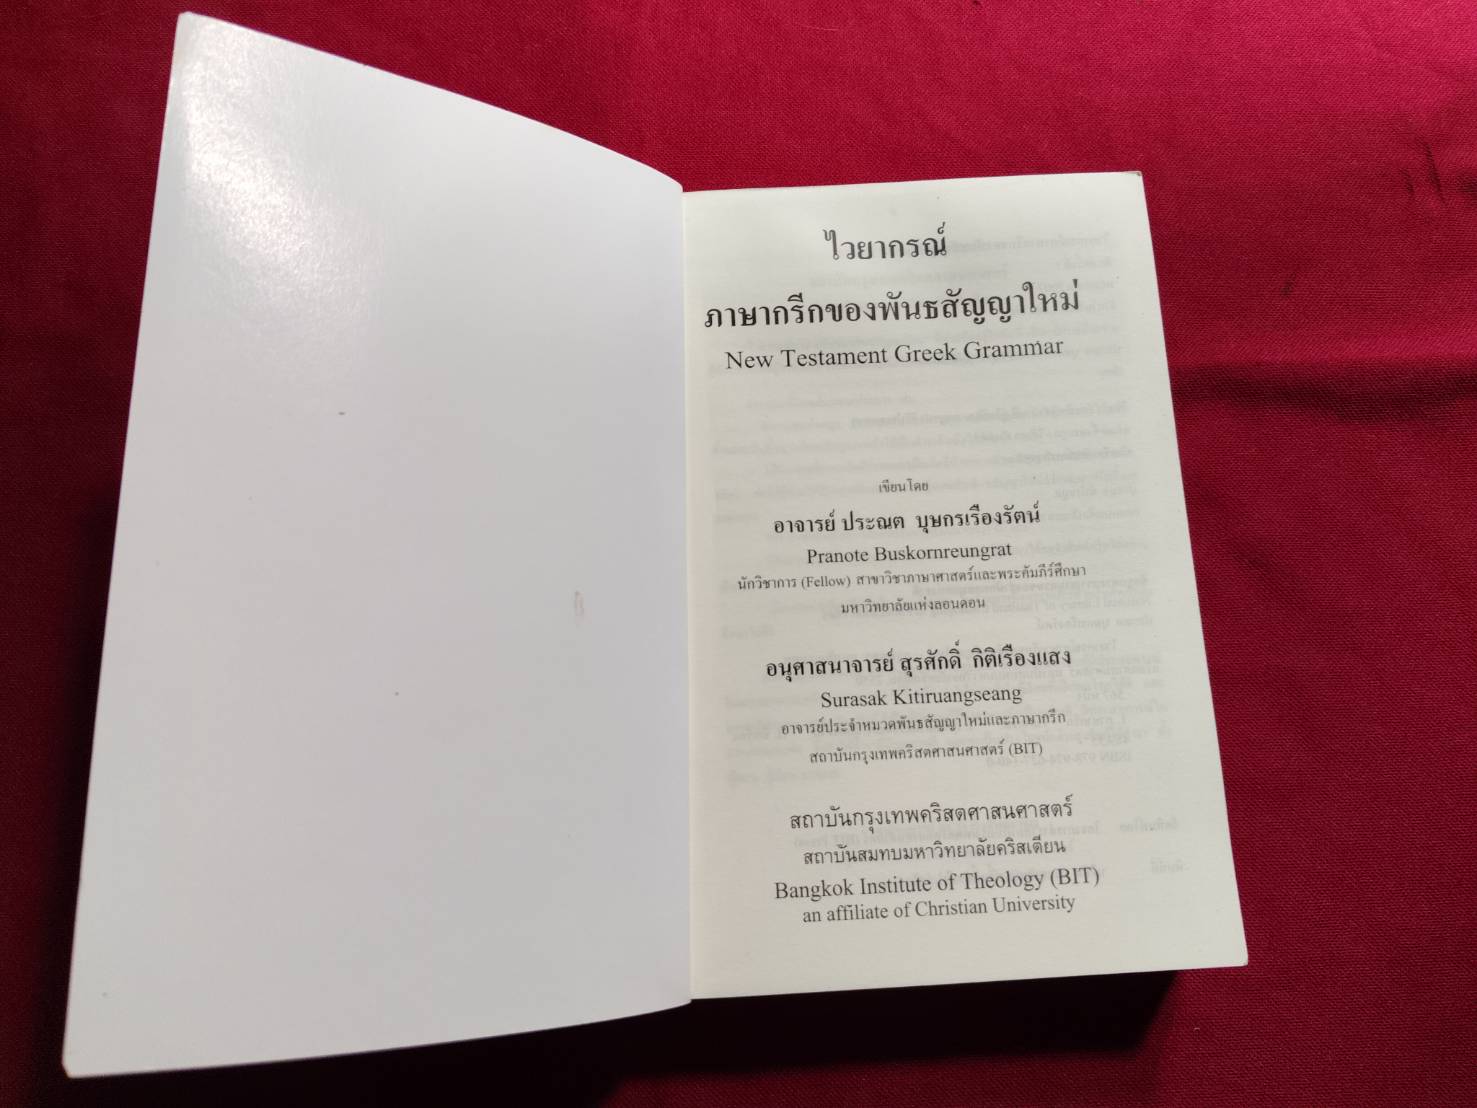 ไวยากรณ์
ภาษากรีกของพันธสัญญาใหม่
New Testament Greek Grammar
เขียนโดย
อาจารย์ ประณต บุษกรเรืองรัตน์
Pranote Buskornreungrat
นักวิชาการ (Fellow) สาขาวิชาภาษาศาสตร์และพระคัมภีร์ศึกษา
มหาวิทยาลัยแห่งลอนดอน
อนุศาสนาจารย์ สุรศักดิ์ กิติเรืองแสง
Surasak Kitiruangseang
อาจารย์ประจำหมวดพันธสัญญาใหม่และภาษากรีก
สถาบันกรุงเทพคริสตศาสนศาสตร์ (BIT)
สถาบันกรุงเทพคริสตศาสนศาสตร์
สถาบันสมทบมหาวิทยาลัยคริสเตียน
Bangkok Institute of Theology (BIT)
an affiliate of Christian University